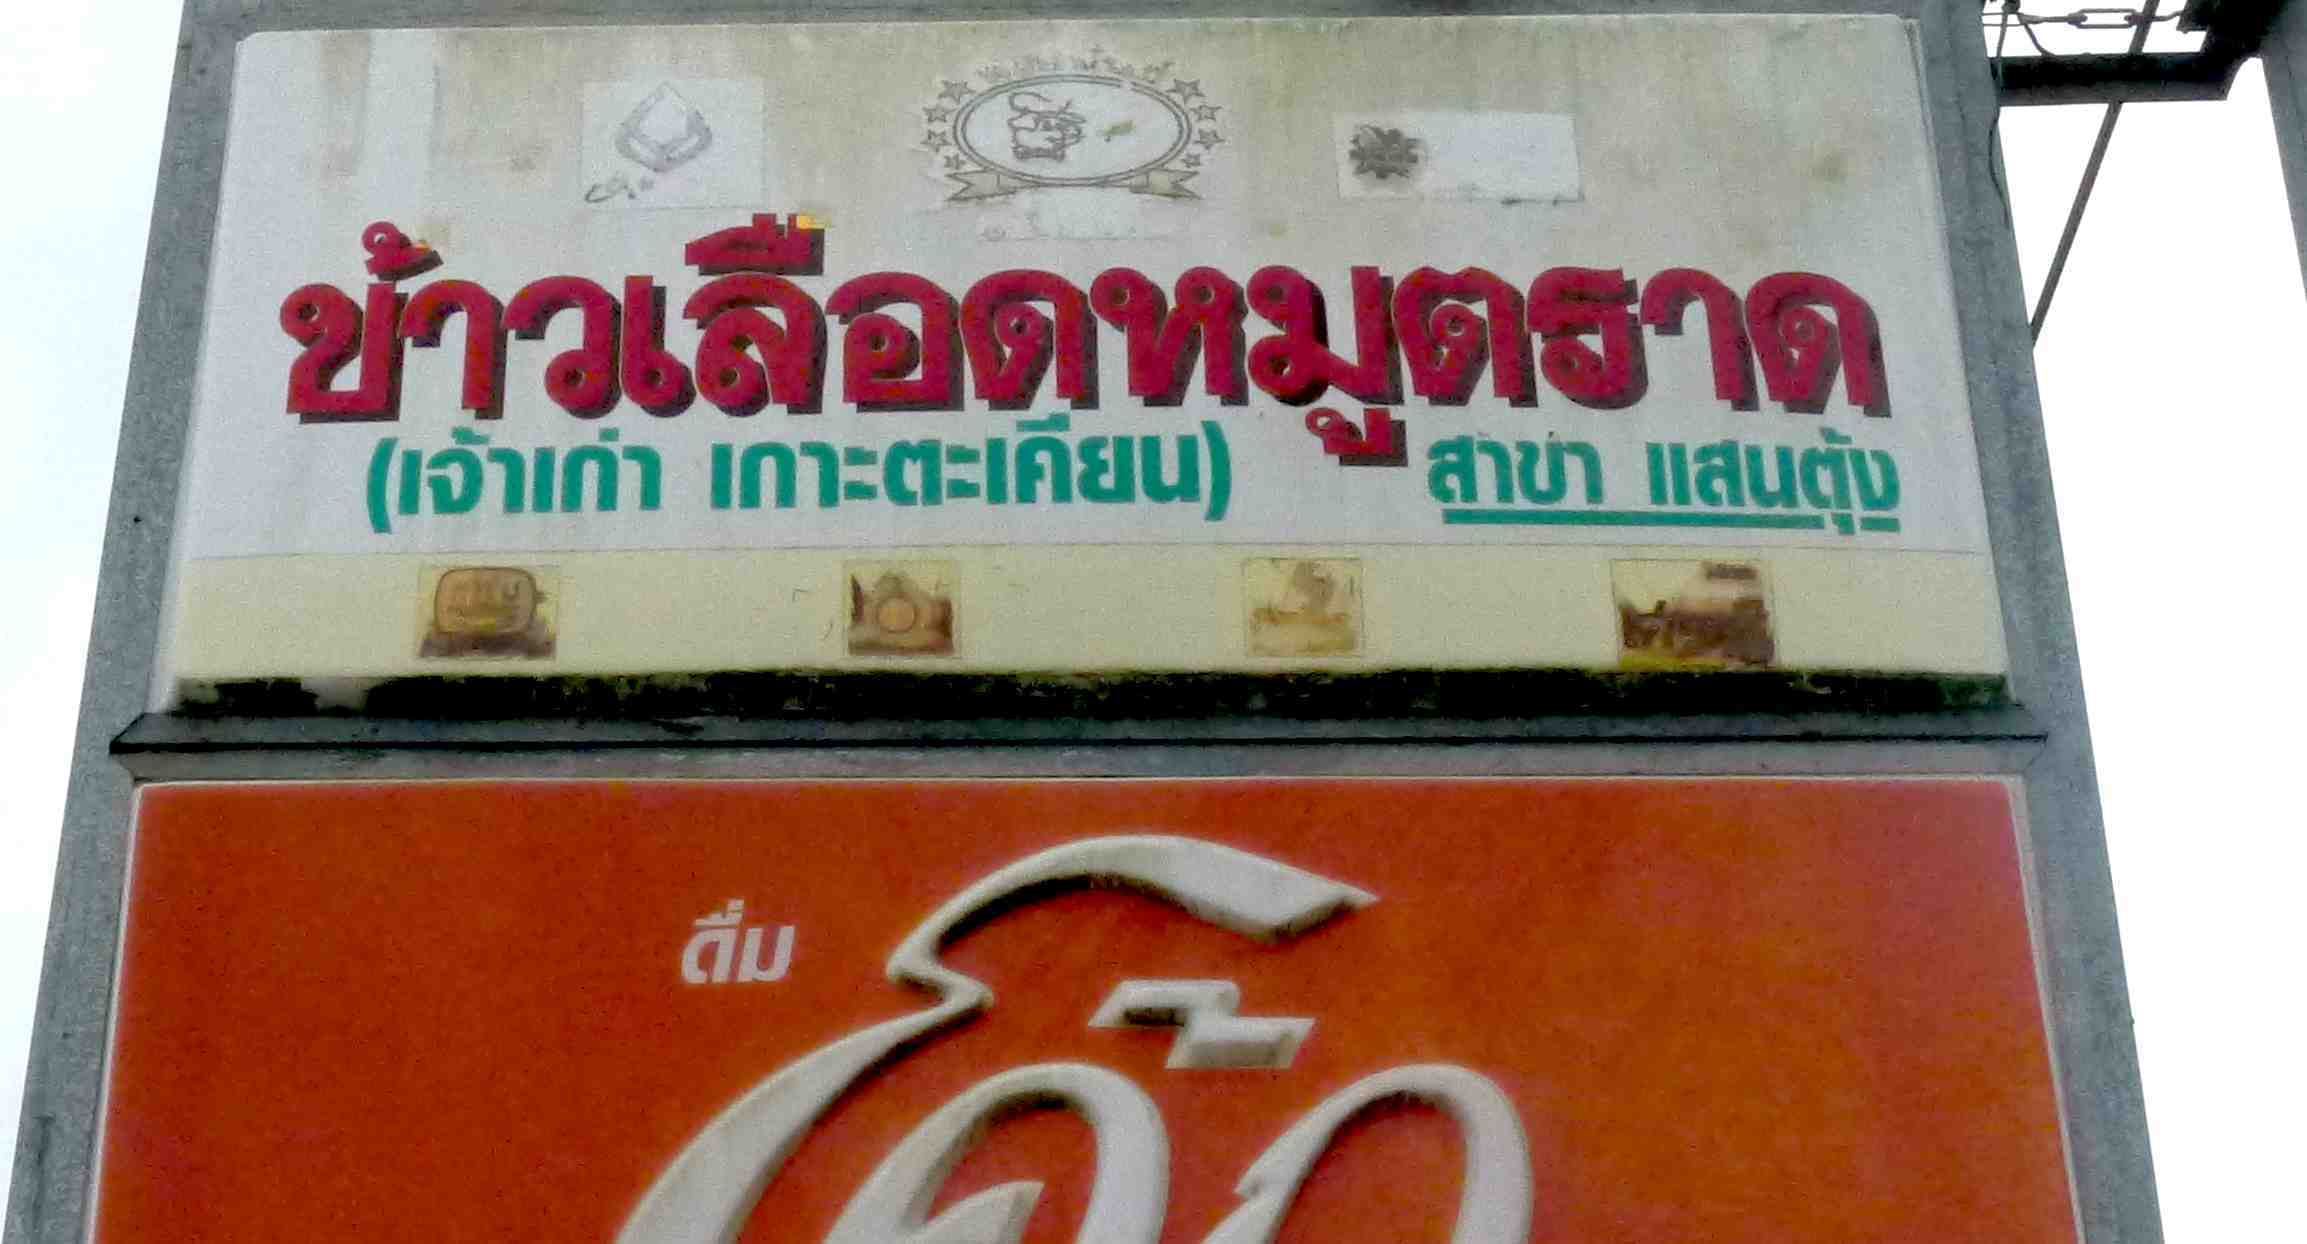 ข้าวเลือดหมูตราด
(เจ้าเก่า เกาะตะเคียน) สาขา แสนตุ้ง
ดื่ม
โค้ก